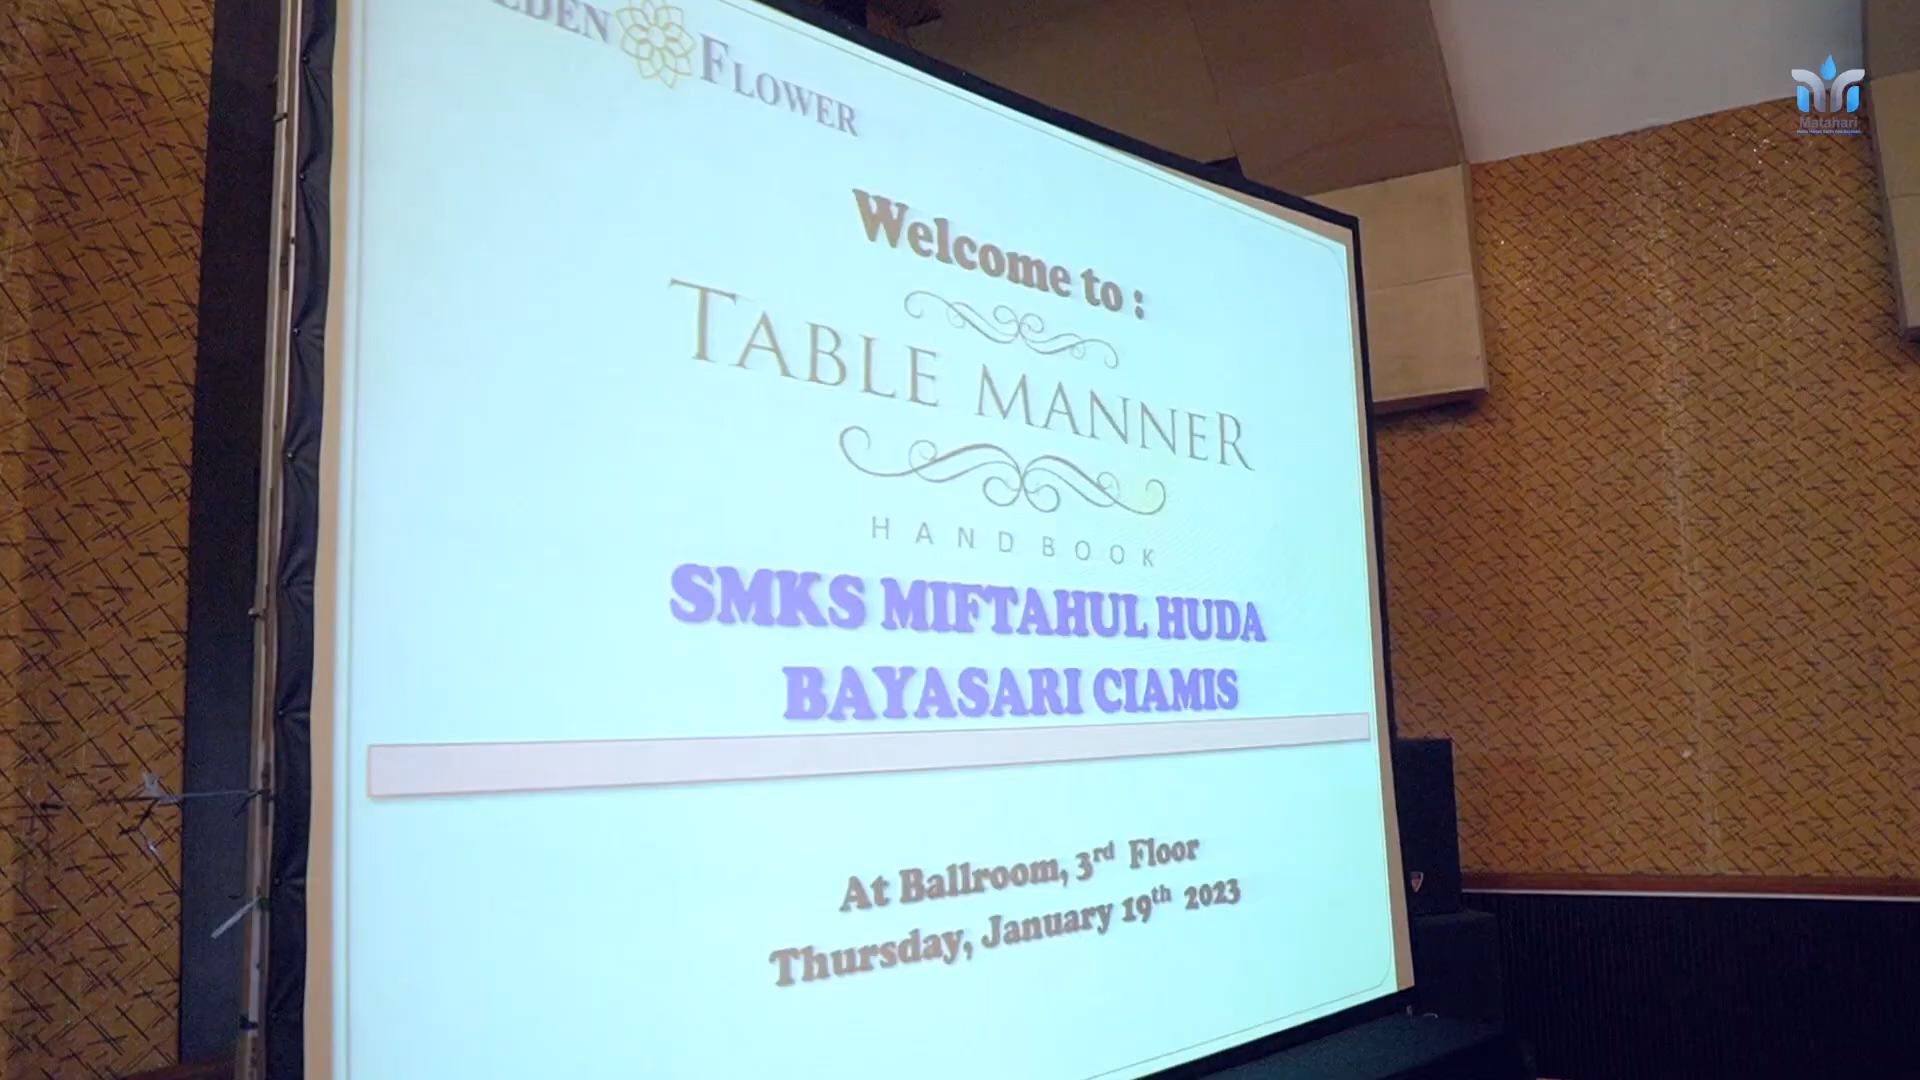 FLOWER
Welcome to :
TABLE MANNER
HANDBOOK
SMKS MIFTAHUL HUDA
BAYASARI CIAMIS
At Ballroom, 3rd Floor
Thursday, January 19th 2023
Matahari